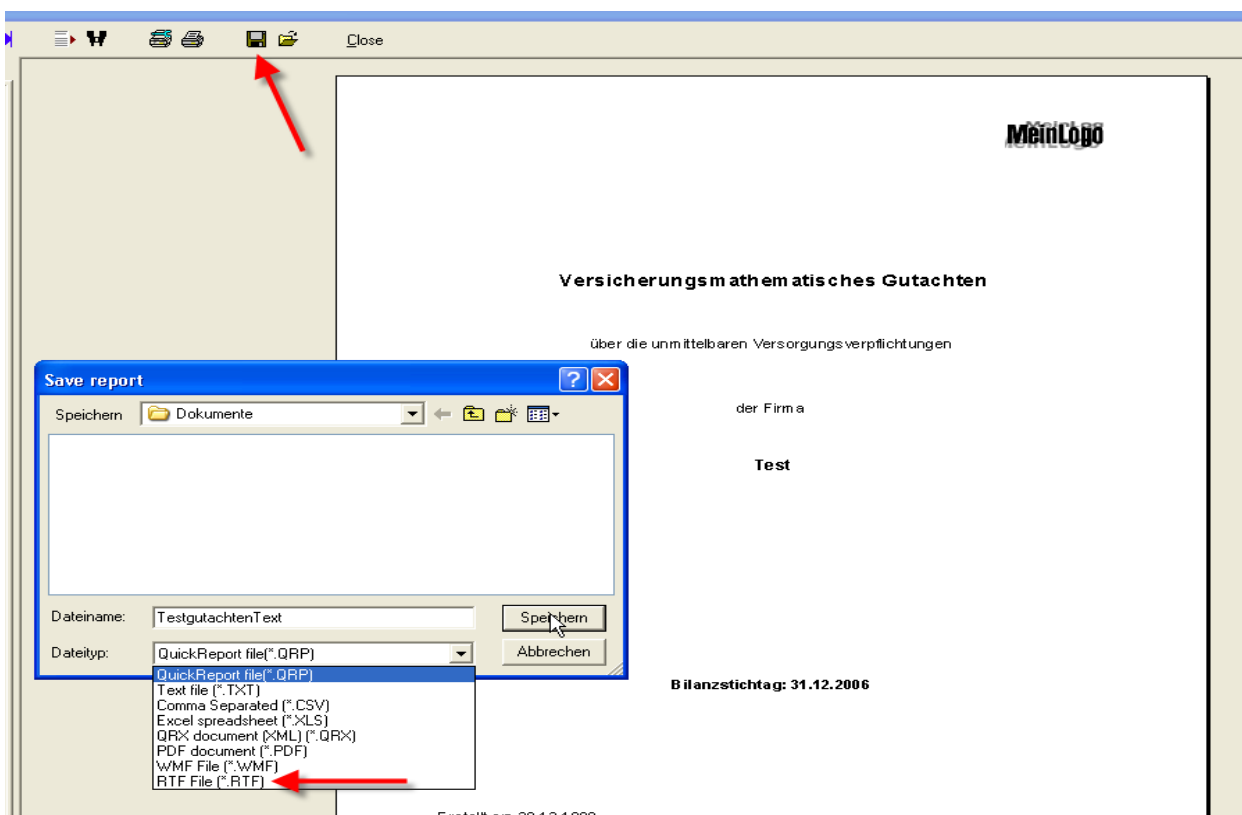 Close
MeinLogo
Versicherungsmathematisches Gutachten
über die unmittelbaren Versorgungsverpflichtungen
der Firma
Test
Bilanzstichtag: 31.12.2006
Save report
Speichern
Dokumente
Dateiname:
TestgutachtenText
Speichern
Dateityp:
QuickReport file(*.QRP)
Abbrechen
QuickReport file(*.QRP)
Text file (*.TXT)
Comma Separated (*.CSV)
Excel spreadsheet (*.XLS)
QRX document (XML) (*.QRX)
PDF document (*.PDF)
WMF File (*.WMF)
RTF File (*.RTF)